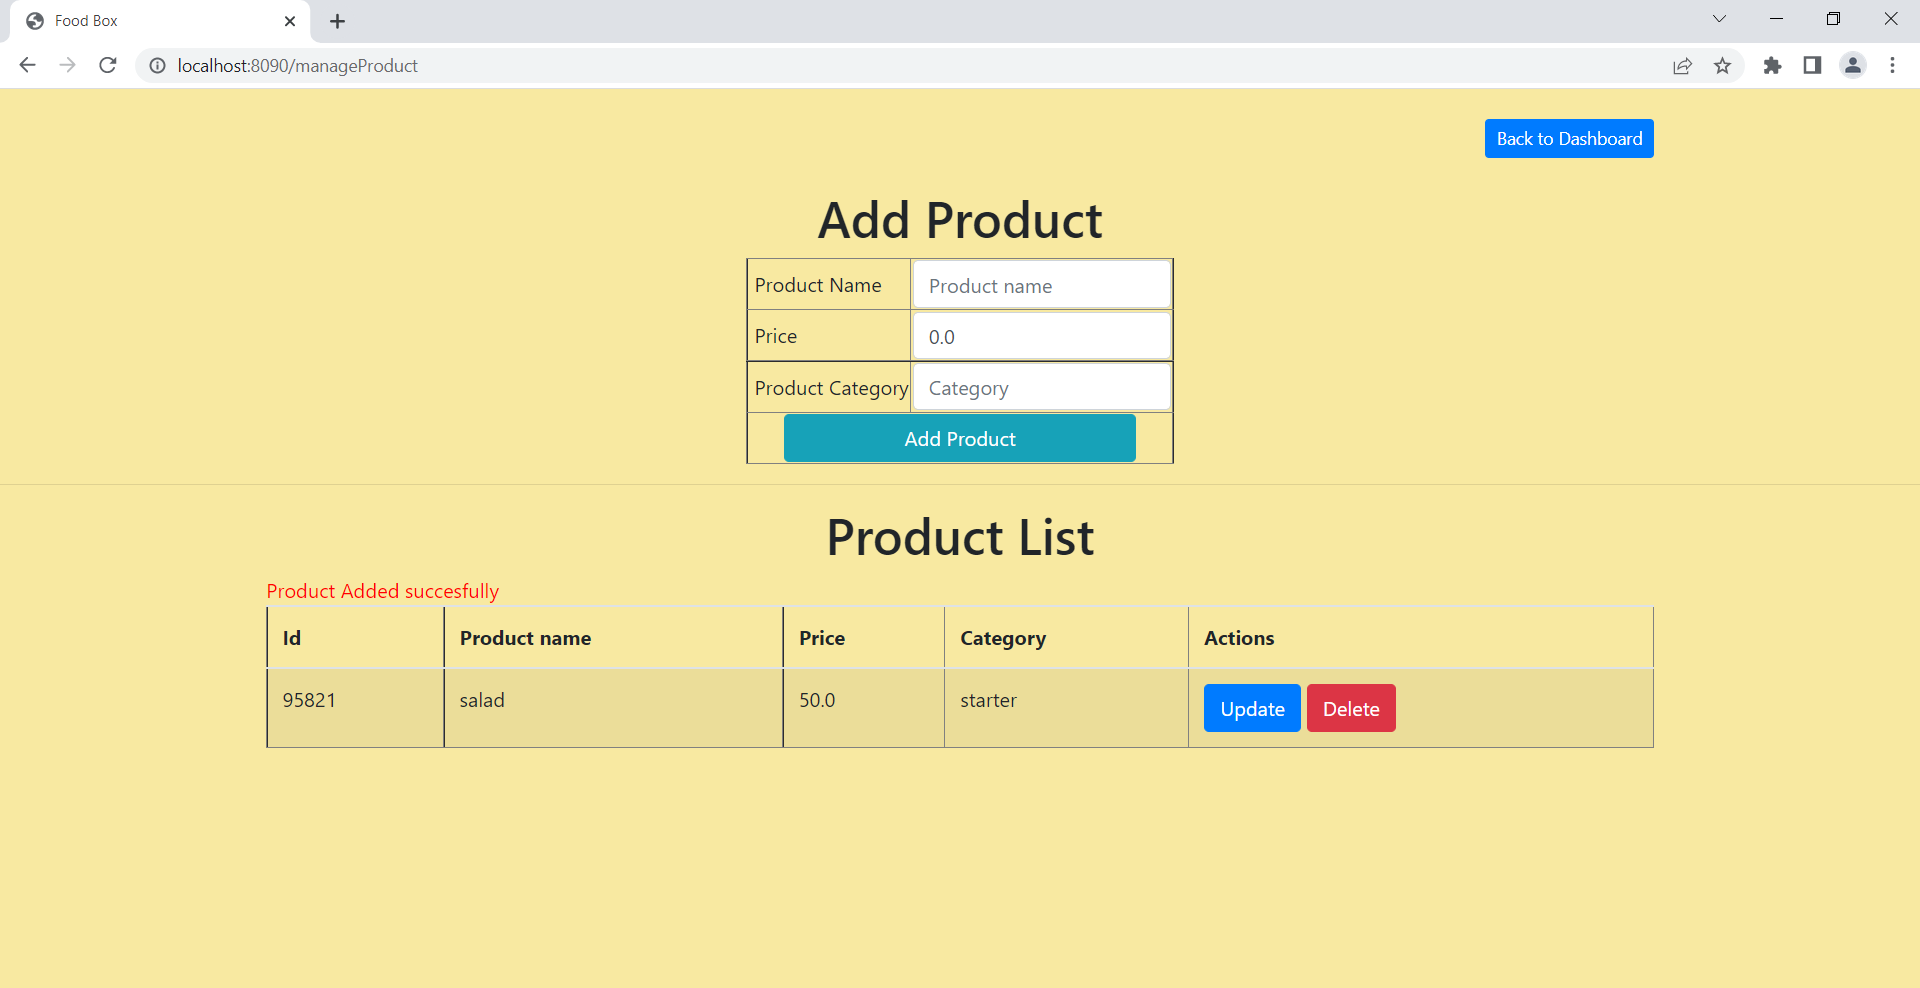 Food Box
localhost:8090/manageProduct
Back to Dashboard
Add Product
Product Name Product name
Price 0.0
Product Category Category
Add Product
Product List
Product Added succesfully
Id Product name Price Category Actions
95821 salad 50.0 starter Update Delete